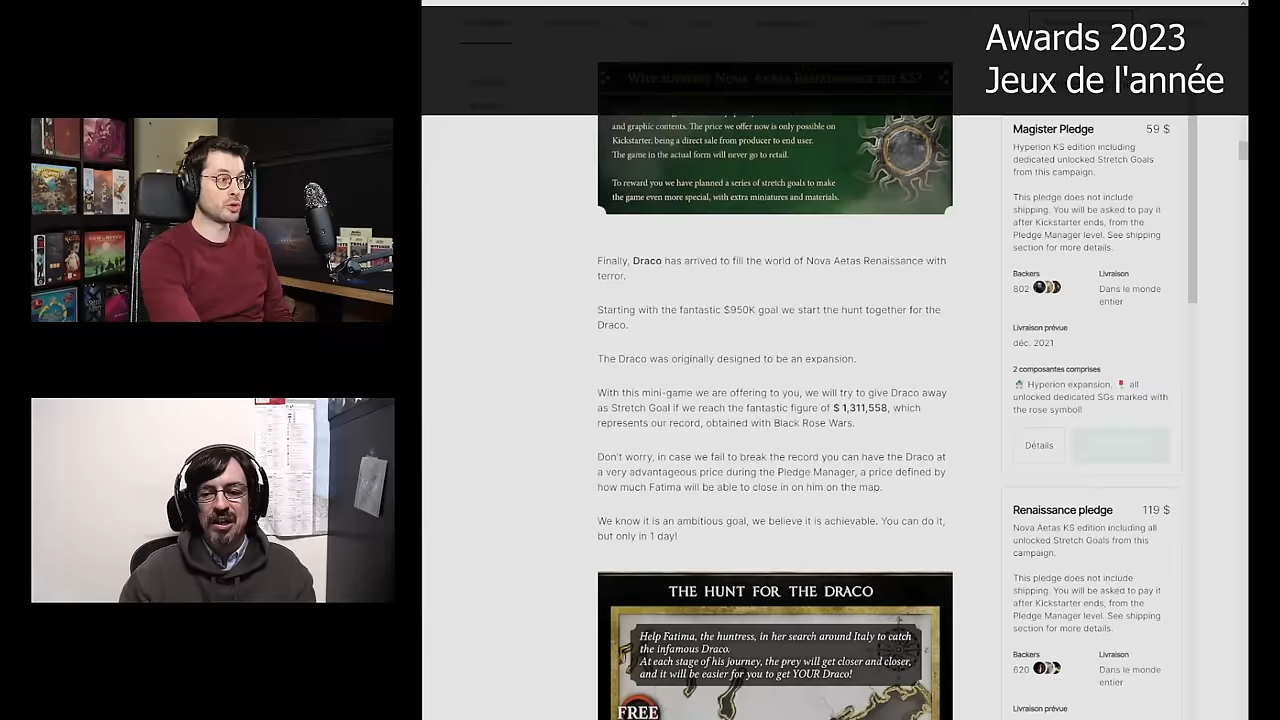 Awards 2023
Jeux de l'année
WHY SUPPORT NOVA AETAS RENAISSANCE ON KS?
and graphic contents. The price we offer now is only possible on
Kickstarter, being a direct sale from producer to end user.
The game in the actual form will never go to retail.
To reward you we have planned a series of stretch goals to make
the game even more special, with extra miniatures and materials.
Finally, Draco has arrived to fill the world of Nova Aetas Renaissance with
terror.
Starting with the fantastic $950K goal we start the hunt together for the
Draco.
The Draco was originally designed to be an expansion.
With this mini-game we are offering to you, we will try to give Draco away
as Stretch Goal if we reach the fantastic figure of $ 1,311,558, which
represents our record, obtained with Black Rose Wars.
Don't worry, in case we fail to break the record you can have the Draco at
a very advantageous price during the Pledge Manager, a price defined by
how much Fatima will be able to close in on him on the map.
We know it is an ambitious goal, we believe it is achievable. You can do it,
but only in 1 day!
THE HUNT FOR THE DRACO
Help Fatima, the huntress, in her search around Italy to catch
the infamous Draco.
At each stage of his journey, the prey will get closer and closer,
and it will be easier for you to get YOUR Draco!
FREE
Magister Pledge 59 $
Hyperion KS edition including
dedicated unlocked Stretch Goals
from this campaign.
This pledge does not include
shipping. You will be asked to pay it
after Kickstarter ends, from the
Pledge Manager level. See shipping
section for more details.
Backers Livraison
802 Dans le monde
entier
Livraison prévue
déc. 2021
2 composantes comprises
Hyperion expansion, all
unlocked dedicated SGs marked with
the rose symbol!
Détails
Renaissance pledge 119 $
Nova Aetas KS edition including all
unlocked Stretch Goals from this
campaign.
This pledge does not include
shipping. You will be asked to pay it
after Kickstarter ends, from the
Pledge Manager level. See shipping
section for more details.
Backers Livraison
620 Dans le monde
entier
Livraison prévue